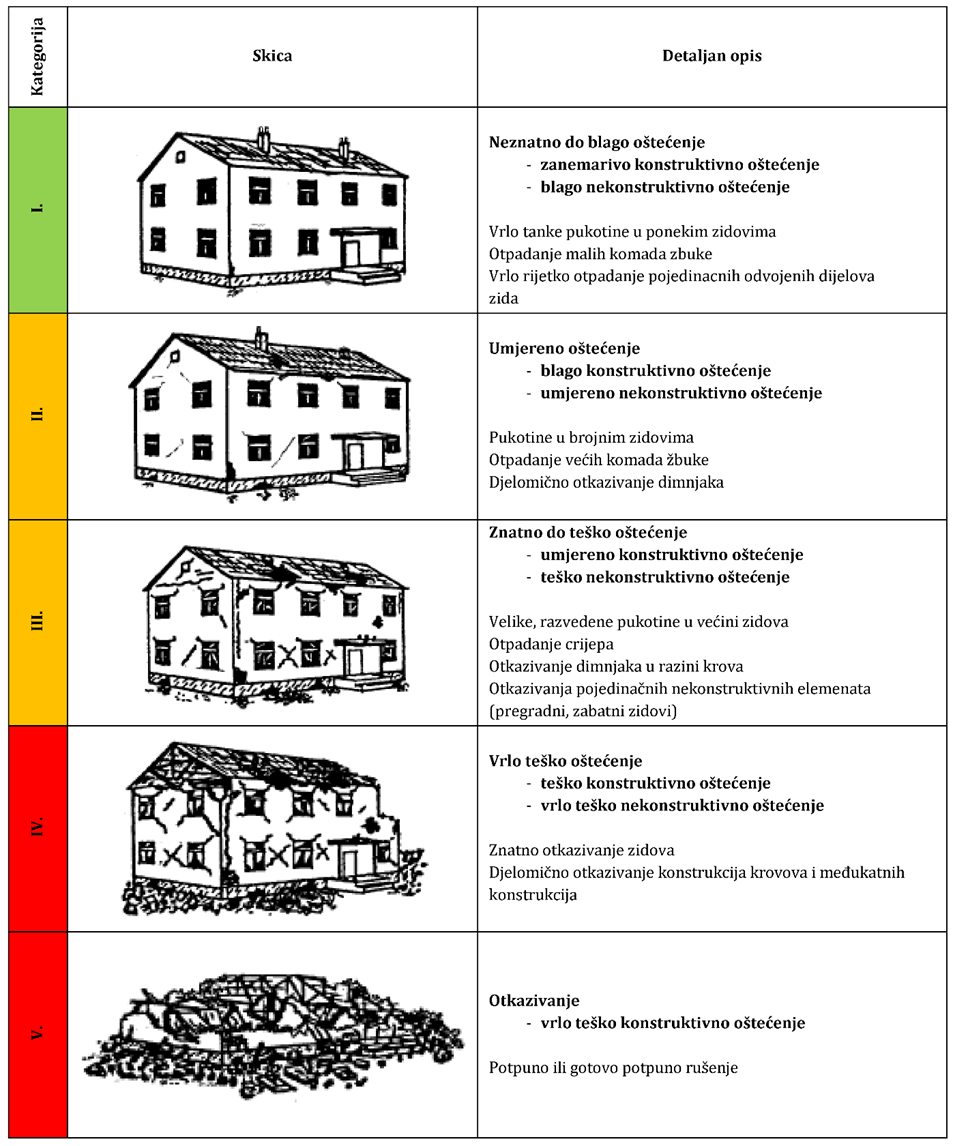 Kategorija
Skica
Detaljan opis
I.
Neznatno do blago oštećenje
- zanemarivo konstruktivno oštećenje
- blago nekonstruktivno oštećenje
Vrlo tanke pukotine u ponekim zidovima
Otpadanje malih komada zbuke
Vrlo rijetko otpadanje pojedinacnih odvojenih dijelova
zida
II.
Umjereno oštećenje
- blago konstruktivno oštećenje
- umjereno nekonstruktivno oštećenje
Pukotine u brojnim zidovima
Otpadanje većih komada žbuke
Djelomično otkazivanje dimnjaka
III.
Znatno do teško oštećenje
- umjereno konstruktivno oštećenje
- teško nekonstruktivno oštećenje
Velike, razvedene pukotine u većini zidova
Otpadanje crijepa
Otkazivanje dimnjaka u razini krova
Otkazivanja pojedinačnih nekonstruktivnih elemenata
(pregradni, zabatni zidovi)
IV.
Vrlo teško oštećenje
- teško konstruktivno oštećenje
- vrlo teško nekonstruktivno oštećenje
Znatno otkazivanje zidova
Djelomično otkazivanje konstrukcija krovova i međukatnih
konstrukcija
V.
Otkazivanje
- vrlo teško konstruktivno oštećenje
Potpuno ili gotovo potpuno rušenje